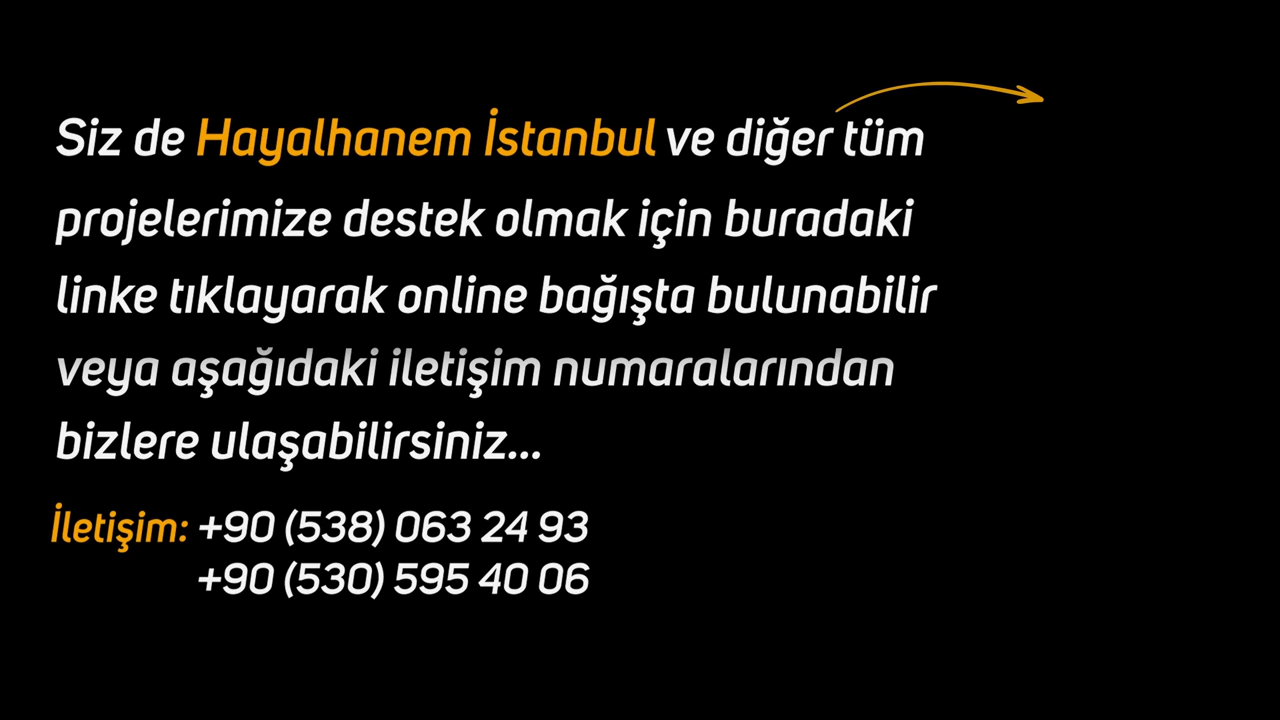 Siz de Hayalhanem İstanbul ve diğer tüm
projelerimize destek olmak için buradaki
linke tıklayarak online bağışta bulunabilir
veya aşağıdaki iletişim numaralarından
bizlere ulaşabilirsiniz...
İletişim: +90 (538) 063 24 93
+90 (530) 595 40 06